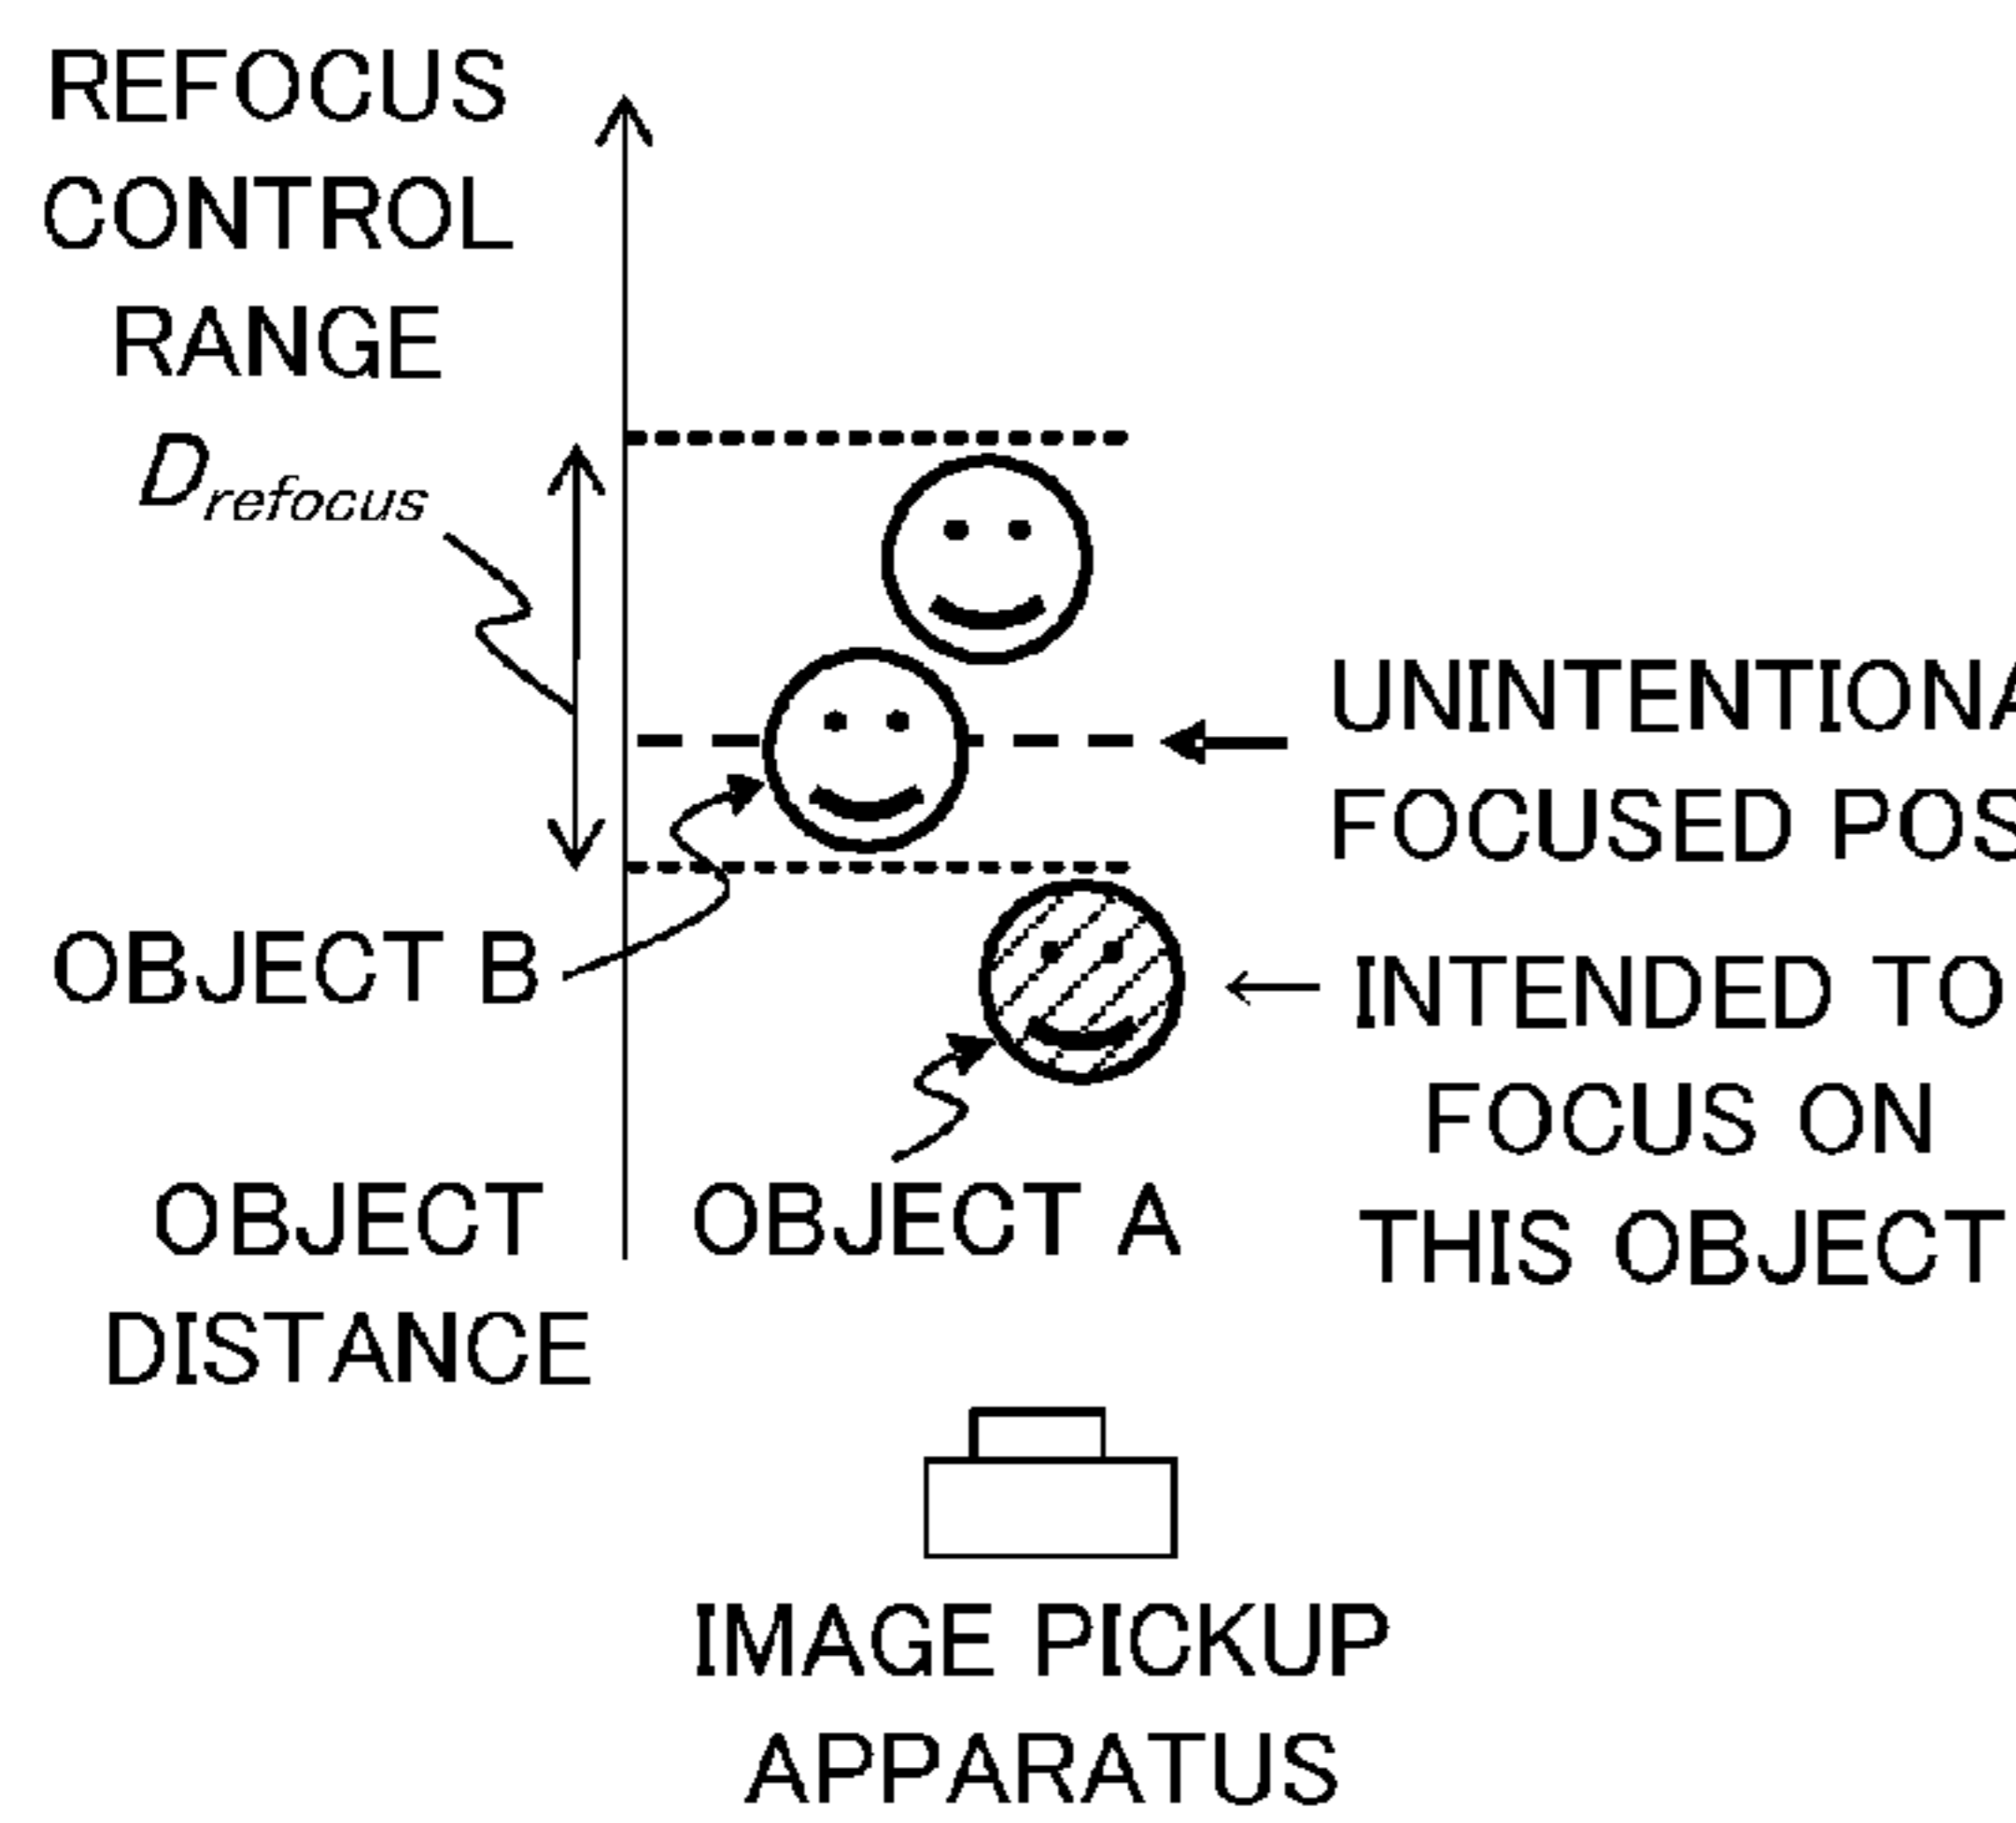 REFOCUS
CONTROL
RANGE
Drefocus
UNINTENTIONA
FOCUSED POS
OBJECT B
INTENDED TO
FOCUS ON
THIS OBJECT
OBJECT A
OBJECT
DISTANCE
IMAGE PICKUP
APPARATUS